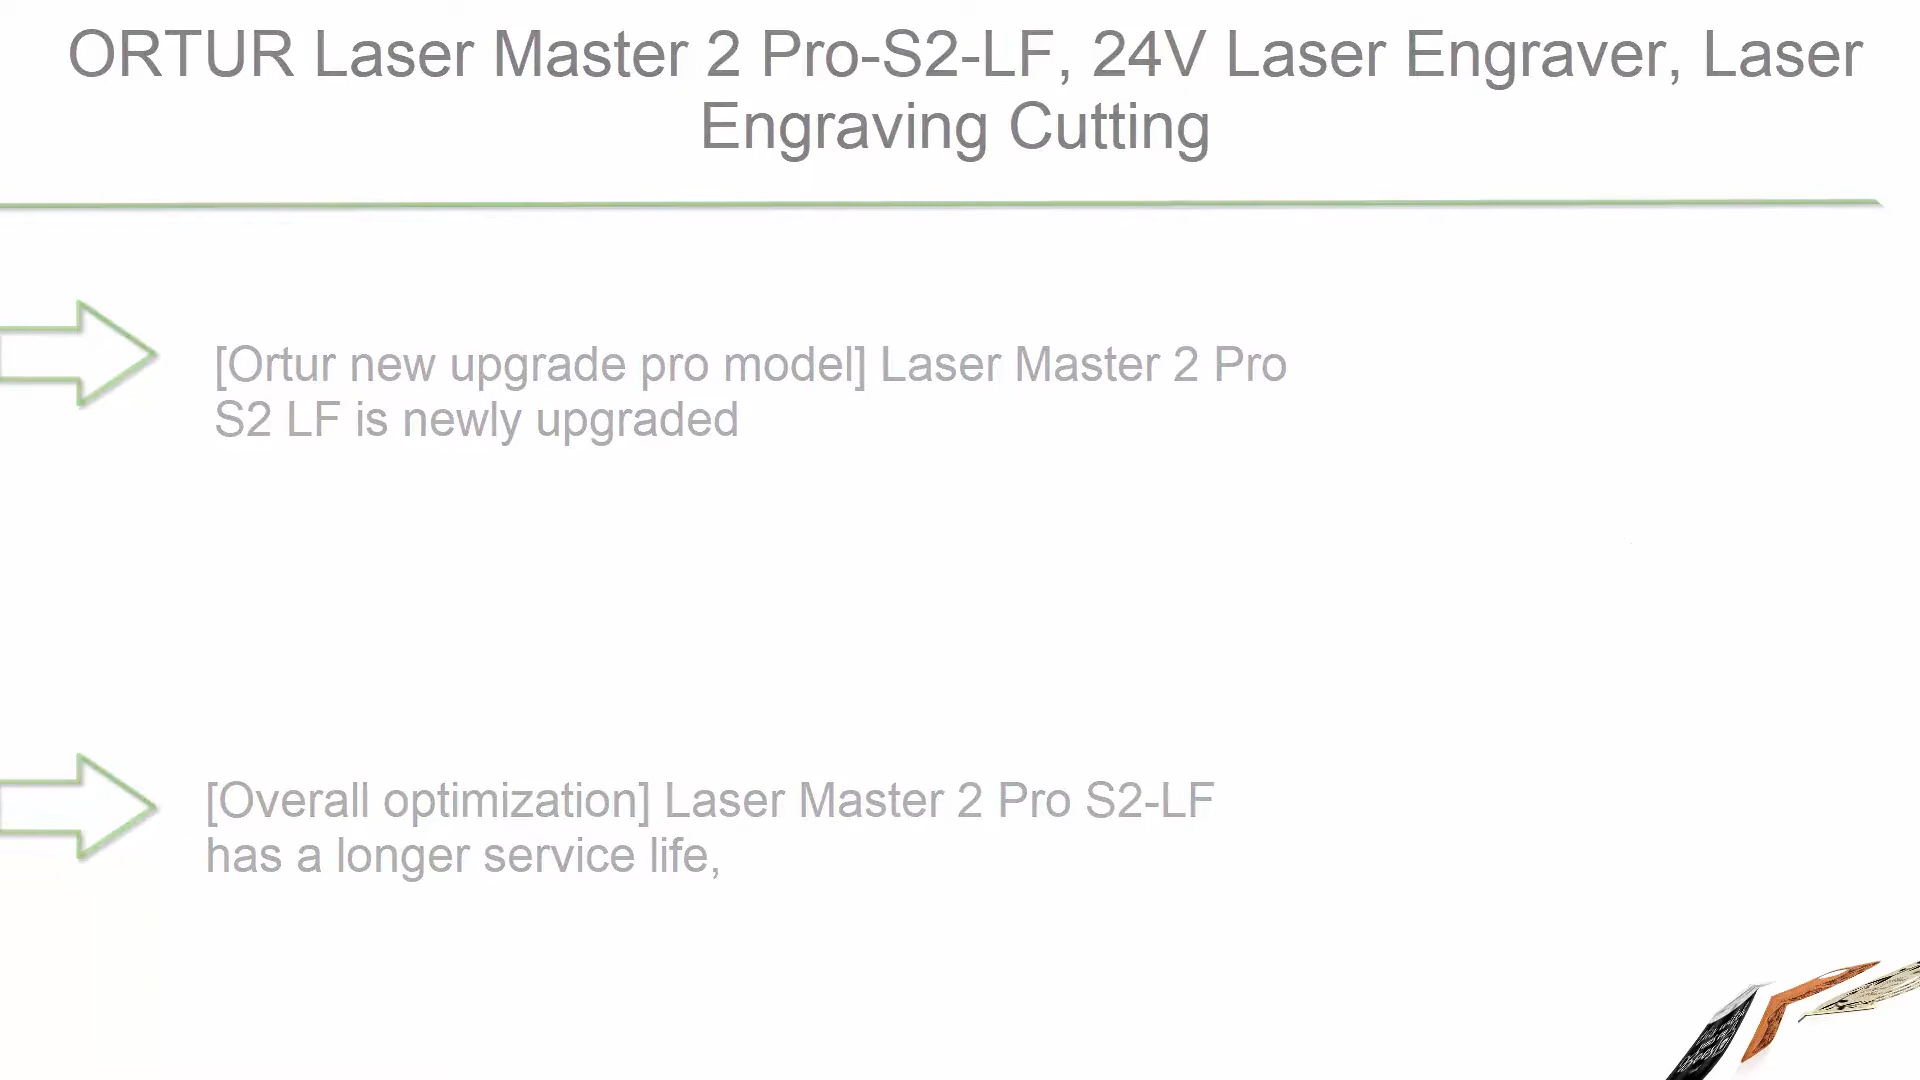 ORTUR Laser Master 2 Pro-S2-LF, 24V Laser Engraver, Laser
Engraving Cutting
[Ortur new upgrade pro model] Laser Master 2 Pro
S2 LF is newly upgraded
[Overall optimization] Laser Master 2 Pro S2-LF
has a longer service life,